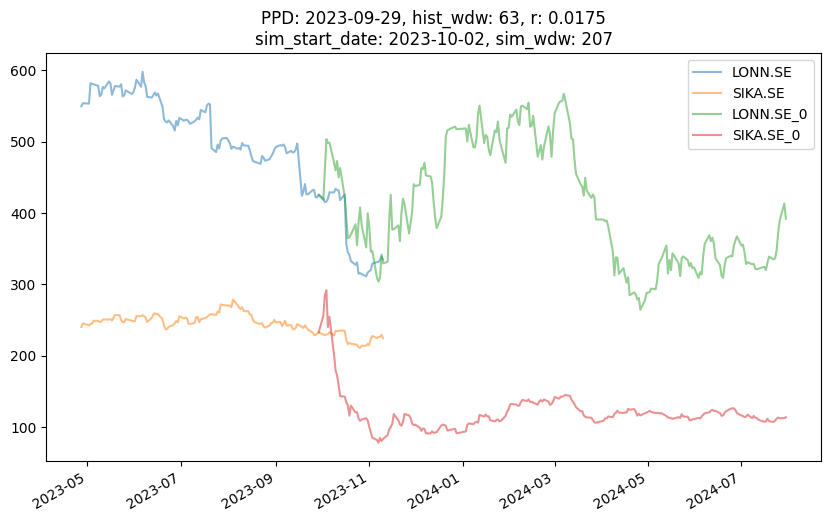 PPD: 2023-09-29, hist_wdw: 63, r: 0.0175
sim_start_date: 2023-10-02, sim_wdw: 207
LONN.SE
SIKA.SE
LONN.SE_0
SIKA.SE_0
600
500
400
300
200
100
2023-05
2023-07
2023-09
2023-11
2024-01
2024-03
2024-05
2024-07